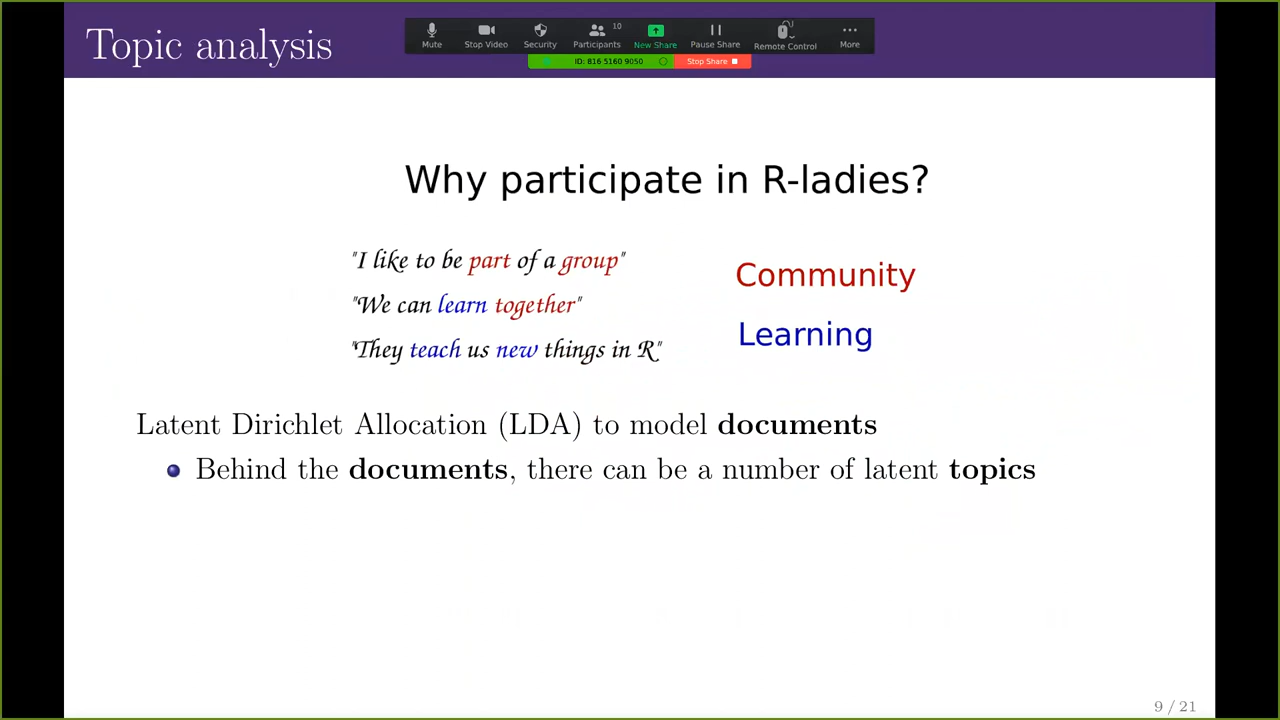 Topic analysis
Mute
Stop Video
Security
Participants
10
New Share
Pause Share
Remote Control
More
ID: 816 5160 9050
Stop Share
Why participate in R-ladies?
"I like to be part of a group"
"We can learn together"
"They teach us new things in R"
Community
Learning
Latent Dirichlet Allocation (LDA) to model documents
Behind the documents, there can be a number of latent topics
9 / 21